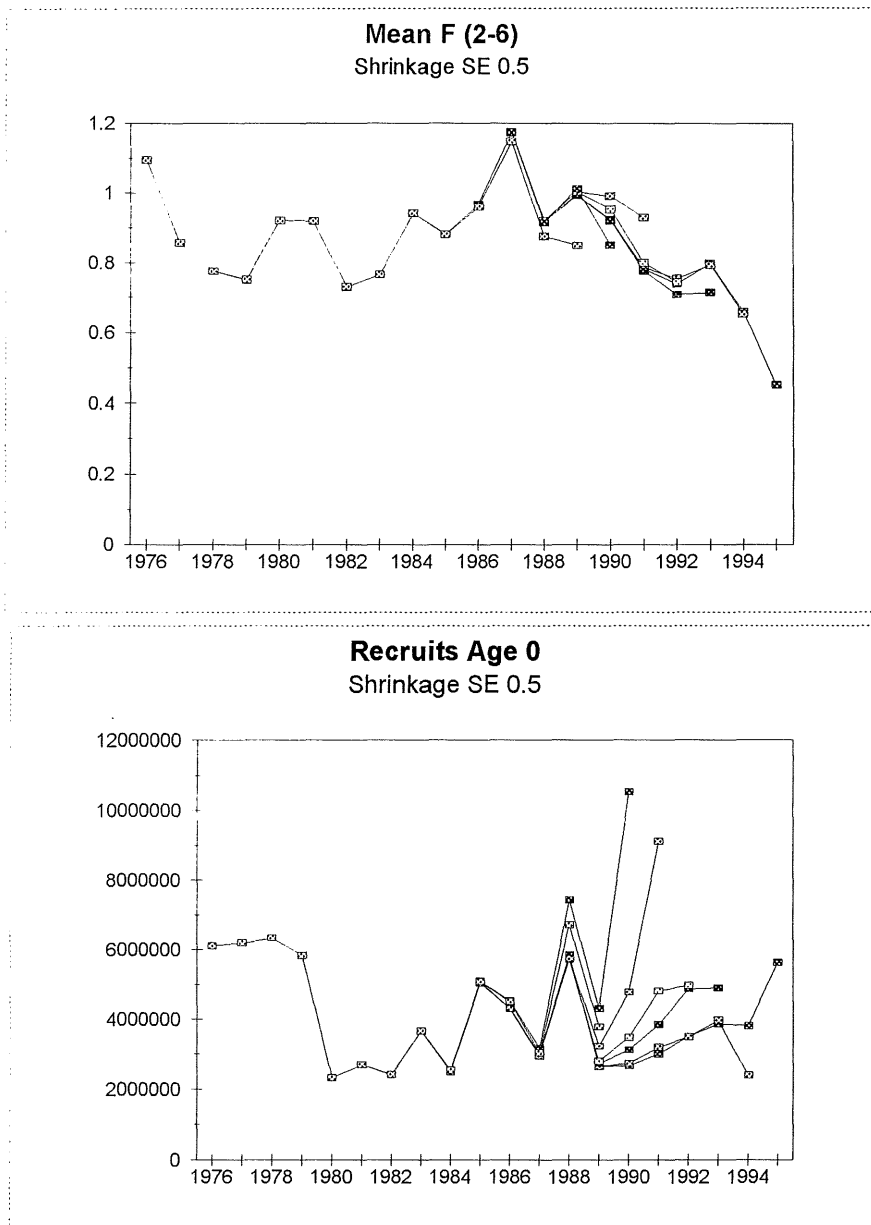 Mean F (2-6)
Shrinkage SE 0.5
1.2
1
0.8
0.6
0.4
0.2
0
1976 1978 1980 1982 1984 1986 1988 1990 1992 1994
Recruits Age 0
Shrinkage SE 0.5
12000000
10000000
8000000
6000000
4000000
2000000
0
1976 1978 1980 1982 1984 1986 1988 1990 1992 1994